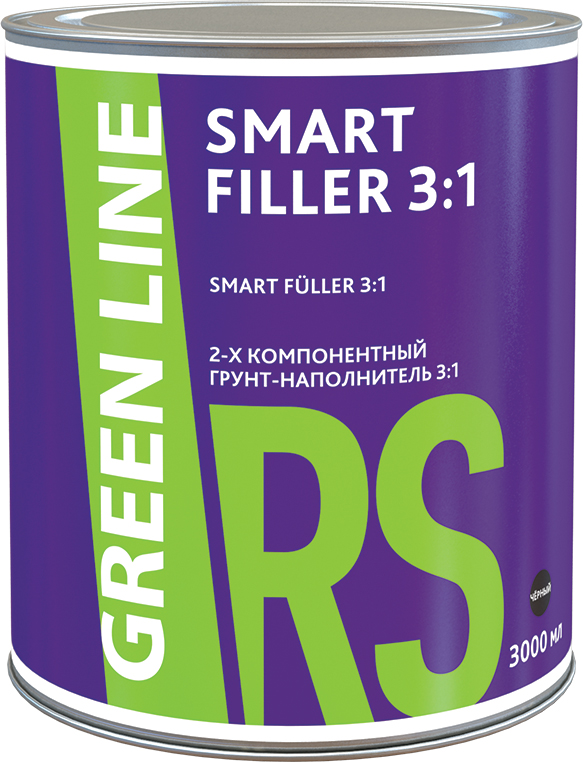 GREEN LINE
SMART
FILLER 3:1
SMART FÜLLER 3:1
2-Х КОМПОНЕНТНЫЙ
ГРУНТ-НАПОЛНИТЕЛЬ 3:1
RS
ЧЁРНЫЙ
3000 МЛ